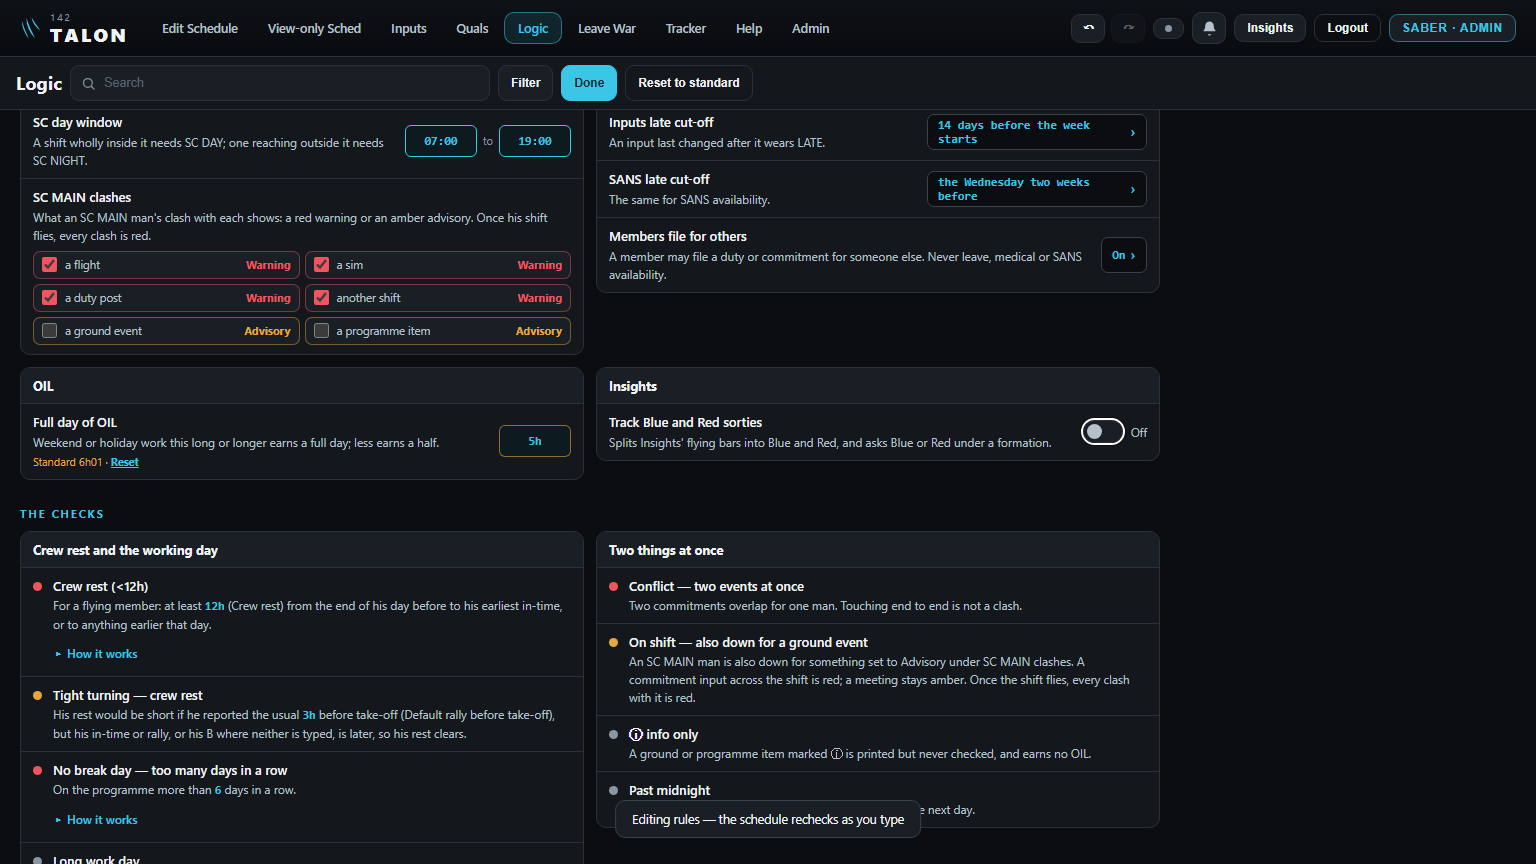 142
TALON
Edit Schedule
View-only Sched
Inputs
Quals
Logic
Leave War
Tracker
Help
Admin
Insights
Logout
SABER · ADMIN
Logic
Search
Filter
Done
Reset to standard
SC day window
A shift wholly inside it needs SC DAY; one reaching outside it needs
SC NIGHT.
07:00 to 19:00
SC MAIN clashes
What an SC MAIN man's clash with each shows: a red warning or an amber advisory. Once his shift
flies, every clash is red.
a flight Warning
a sim Warning
a duty post Warning
another shift Warning
a ground event Advisory
a programme item Advisory
Inputs late cut-off
An input last changed after it wears LATE.
14 days before the week
starts ›
SANS late cut-off
The same for SANS availability.
the Wednesday two weeks
before ›
Members file for others
A member may file a duty or commitment for someone else. Never leave, medical or SANS
availability.
On ›
OIL
Full day of OIL
Weekend or holiday work this long or longer earns a full day; less earns a half.
Standard 6h01 · Reset
5h
Insights
Track Blue and Red sorties
Splits Insights' flying bars into Blue and Red, and asks Blue or Red under a formation.
Off
THE CHECKS
Crew rest and the working day
Crew rest (<12h)
For a flying member: at least 12h (Crew rest) from the end of his day before to his earliest in-time,
or to anything earlier that day.
▸ How it works
Tight turning — crew rest
His rest would be short if he reported the usual 3h before take-off (Default rally before take-off),
but his in-time or rally, or his B where neither is typed, is later, so his rest clears.
No break day — too many days in a row
On the programme more than 6 days in a row.
▸ How it works
Long work day
Two things at once
Conflict — two events at once
Two commitments overlap for one man. Touching end to end is not a clash.
On shift — also down for a ground event
An SC MAIN man is also down for something set to Advisory under SC MAIN clashes. A
commitment input across the shift is red; a meeting stays amber. Once the shift flies, every clash
with it is red.
ⓘ info only
A ground or programme item marked ⓘ is printed but never checked, and earns no OIL.
Past midnight
next day.
Editing rules — the schedule rechecks as you type